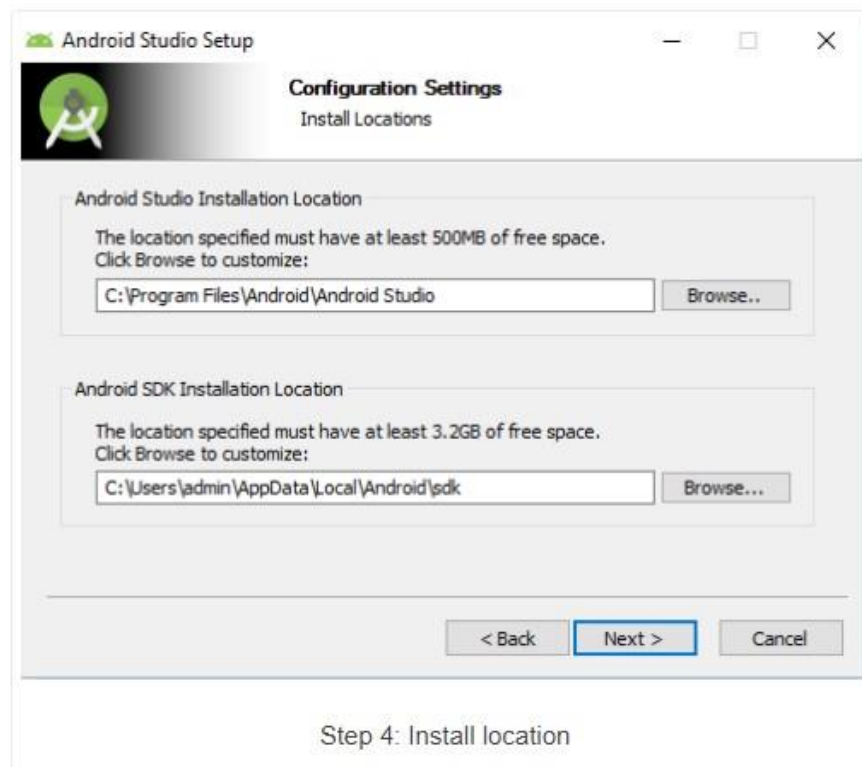 Android Studio Setup
Configuration Settings
Install Locations
Android Studio Installation Location
The location specified must have at least 500MB of free space.
Click Browse to customize:
C:\Program Files\Android\Android Studio
Browse..
Android SDK Installation Location
The location specified must have at least 3.2GB of free space.
Click Browse to customize:
C:\Users\admin\AppData\Local\Android\sdk
Browse...
< Back
Next >
Cancel
Step 4: Install location